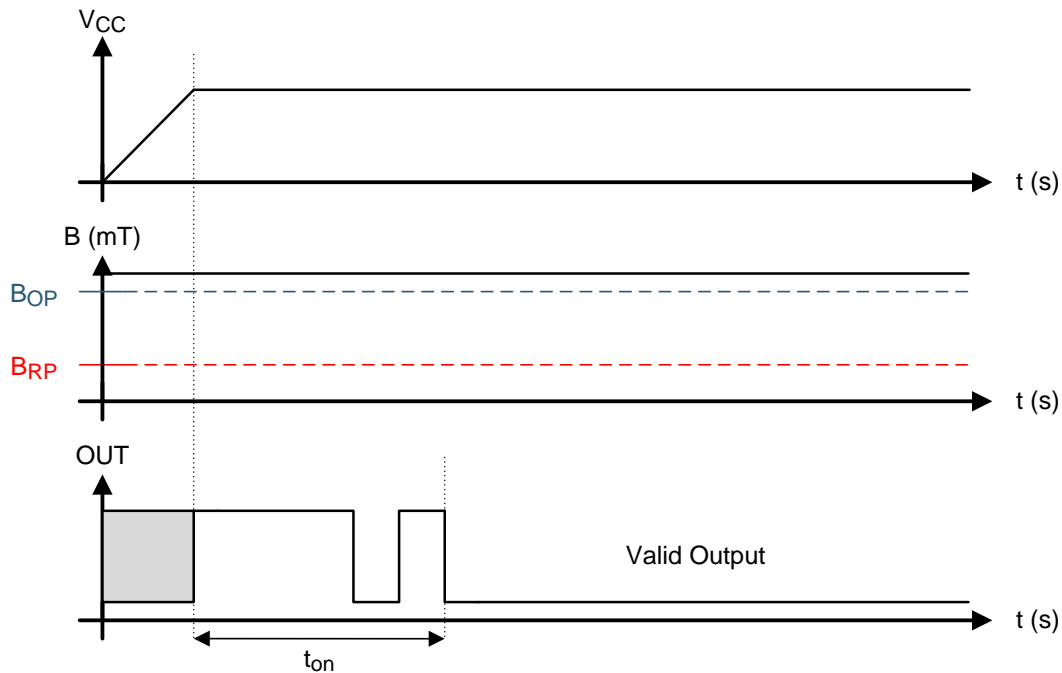 VCC
t (s)
B (mT)
BOP
BRP
t (s)
OUT
Valid Output
t (s)
ton